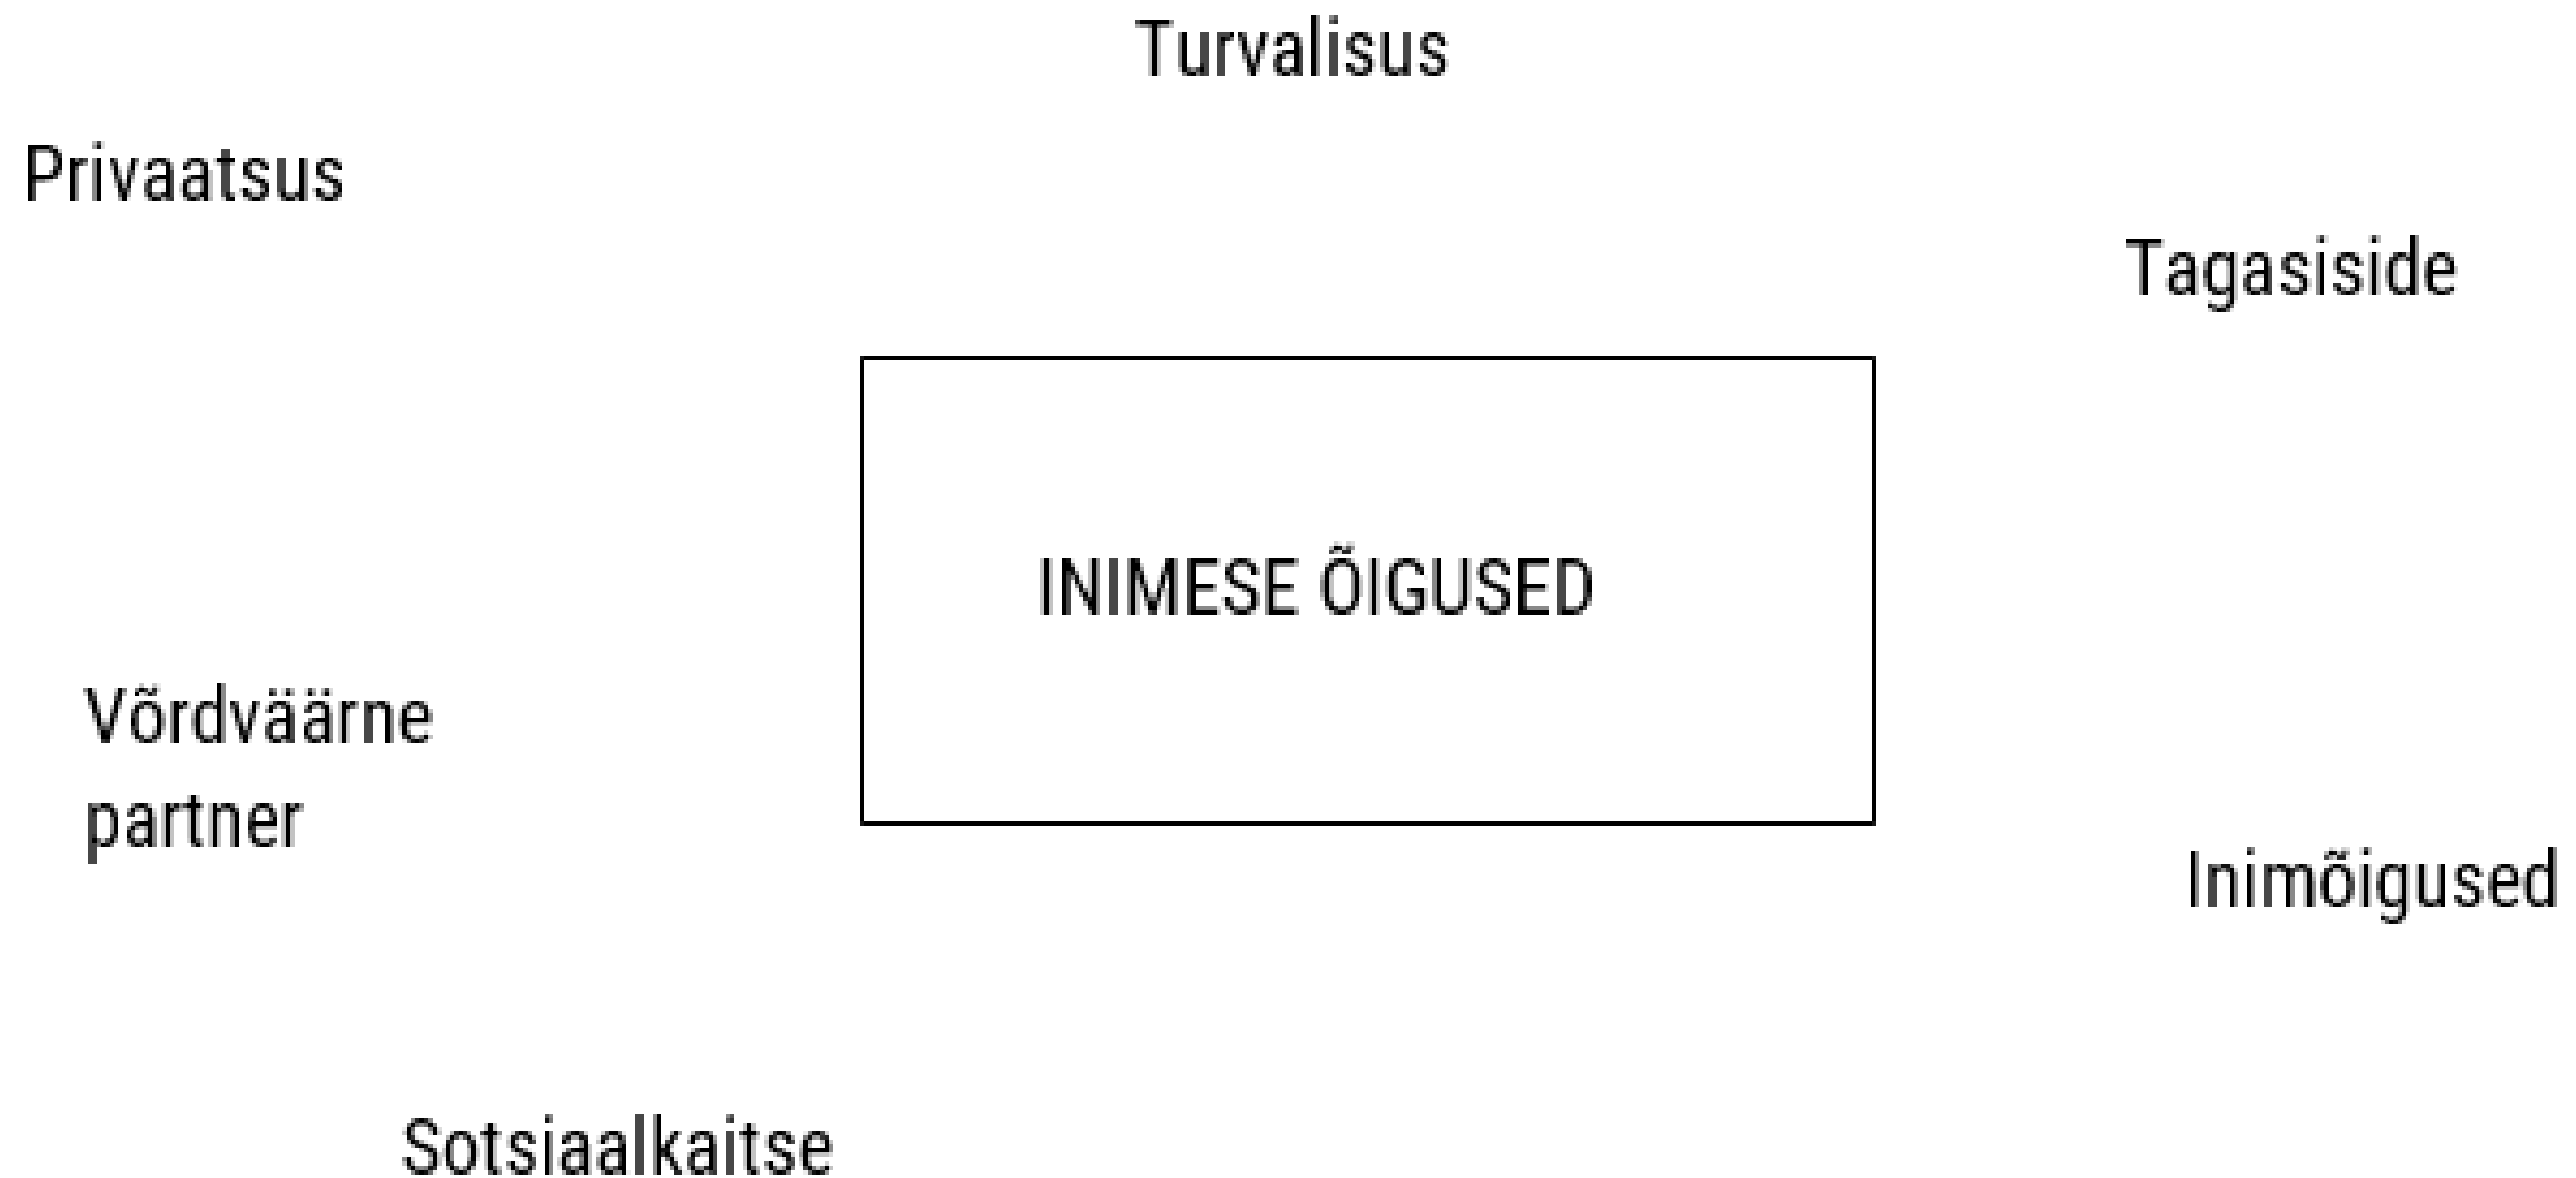 Turvalisus
Privaatsus
Tagasiside
INIMESE ÕIGUSED
Võrdväärne
partner
Inimõigused
Sotsiaalkaitse